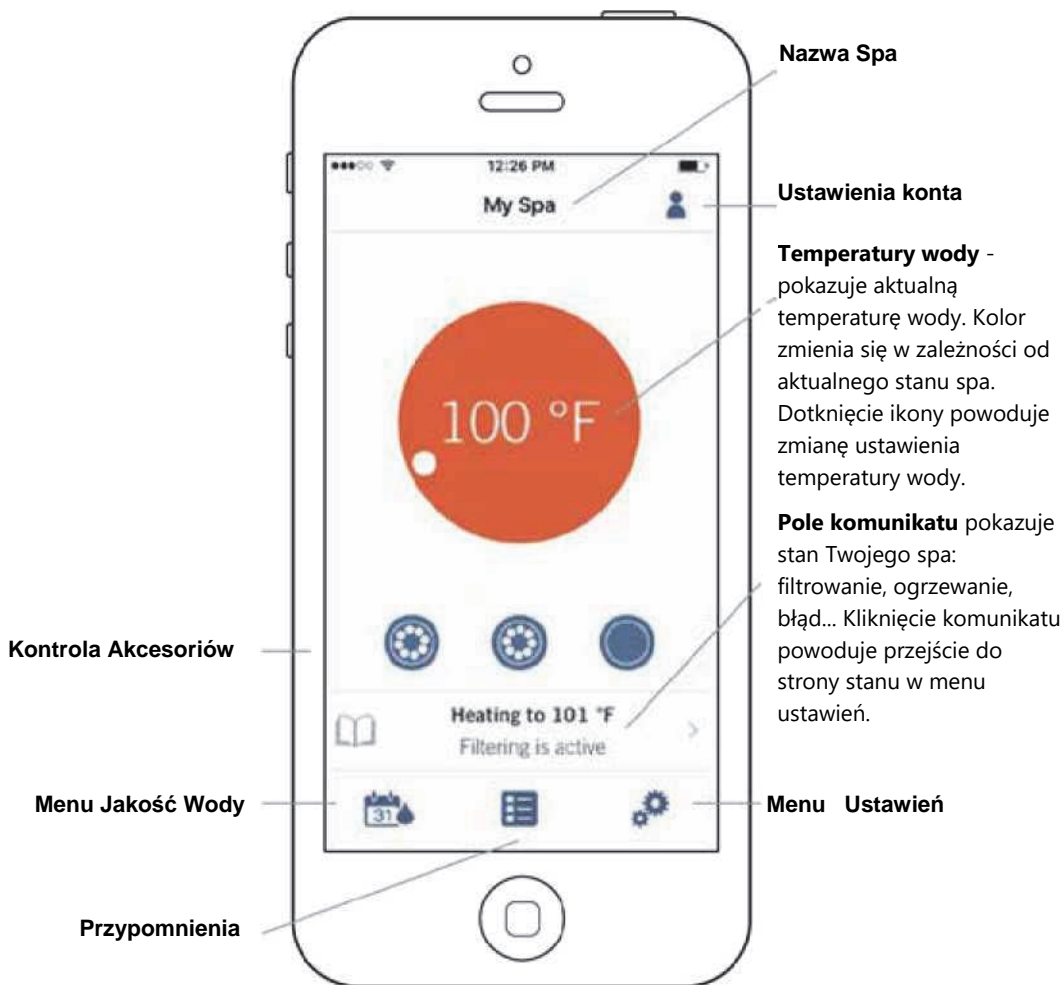 Nazwa Spa
12:26 PM
My Spa
Ustawienia konta
Temperatury wody -
pokazuje aktualną
temperaturę wody. Kolor
zmienia się w zależności od
aktualnego stanu spa.
Dotknięcie ikony powoduje
zmianę ustawienia
temperatury wody.
100 °F
Pole komunikatu pokazuje
stan Twojego spa:
filtrowanie, ogrzewanie,
błąd... Kliknięcie komunikatu
powoduje przejście do
strony stanu w menu
ustawień.
Kontrola Akcesoriów
Heating to 101 °F
Filtering is active
Menu Jakość Wody
31
Menu Ustawień
Przypomnienia